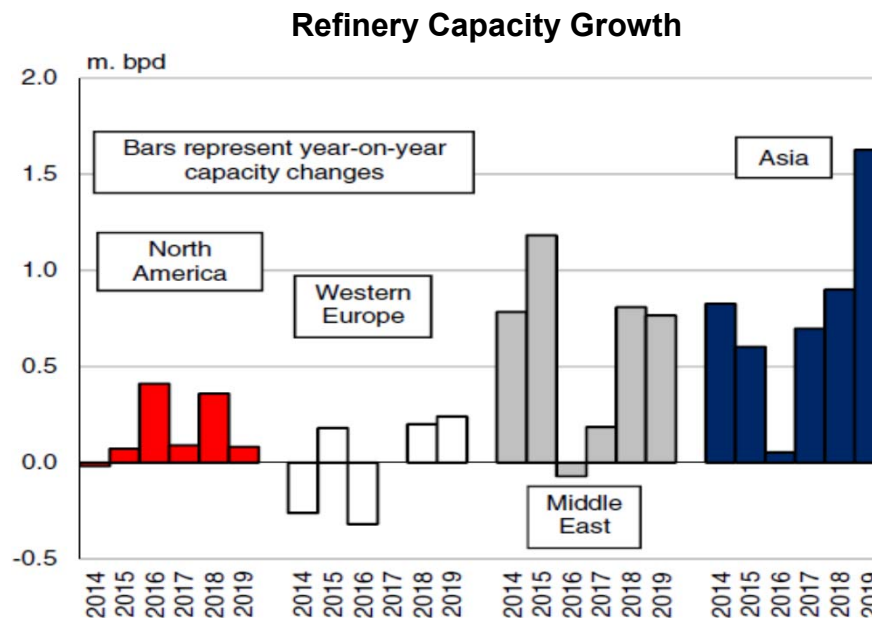 Refinery Capacity Growth
m. bpd
2.0
Bars represent year-on-year
capacity changes
Asia
1.5
North
America
1.0
Western
Europe
0.5
0.0
Middle
East
-0.5
2014 2015 2016 2017 2018 2019 2014 2015 2016 2017 2018 2019 2014 2015 2016 2017 2018 2019 2014 2015 2016 2017 2018 2019